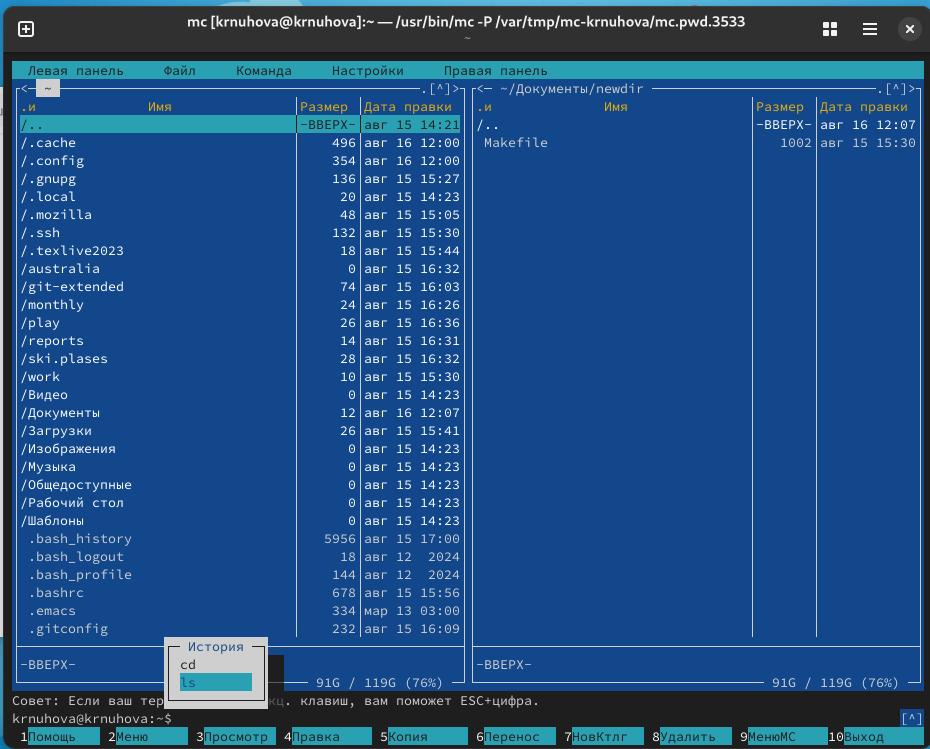 mc [krnuhova@krnuhova]:~ — /usr/bin/mc -P /var/tmp/mc-krnuhova/mc.pwd.3533
~
Левая панель Файл Команда Настройки Правая панель
<─ ~ .[^]>
.и Имя Размер Дата правки
/.. -ВВЕРХ- авг 15 14:21
/.cache 496 авг 16 12:00
/.config 354 авг 16 12:00
/.gnupg 136 авг 15 15:27
/.local 20 авг 15 14:23
/.mozilla 48 авг 15 15:05
/.ssh 132 авг 15 15:30
/.texlive2023 18 авг 15 15:44
/australia 0 авг 15 16:32
/git-extended 74 авг 15 16:03
/monthly 24 авг 15 16:26
/play 26 авг 15 16:36
/reports 14 авг 15 16:31
/ski.plases 28 авг 15 16:32
/work 10 авг 15 15:30
/Видео 0 авг 15 14:23
/Документы 12 авг 16 12:07
/Загрузки 26 авг 15 15:41
/Изображения 0 авг 15 14:23
/Музыка 0 авг 15 14:23
/Общедоступные 0 авг 15 14:23
/Рабочий стол 0 авг 15 14:23
/Шаблоны 0 авг 15 14:23
.bash_history 5956 авг 15 17:00
.bash_logout 18 авг 12 2024
.bash_profile 144 авг 12 2024
.bashrc 678 авг 15 15:56
.emacs 334 мар 13 03:00
.gitconfig 232 авг 15 16:09
-ВВЕРХ-
91G / 119G (76%)
<─ ~/Документы/newdir .[^]>
.и Имя Размер Дата правки
/.. -ВВЕРХ- авг 16 12:07
Makefile 1002 авг 15 15:30
-ВВЕРХ-
91G / 119G (76%)
История
cd
ls
Совет: Если ваш тер кц. клавиш, вам поможет ESC+цифра.
krnuhova@krnuhova:~$ [^]
1Помощь 2Меню 3Просмотр 4Правка 5Копия 6Перенос 7НовКтлг 8Удалить 9МенюMC 10Выход